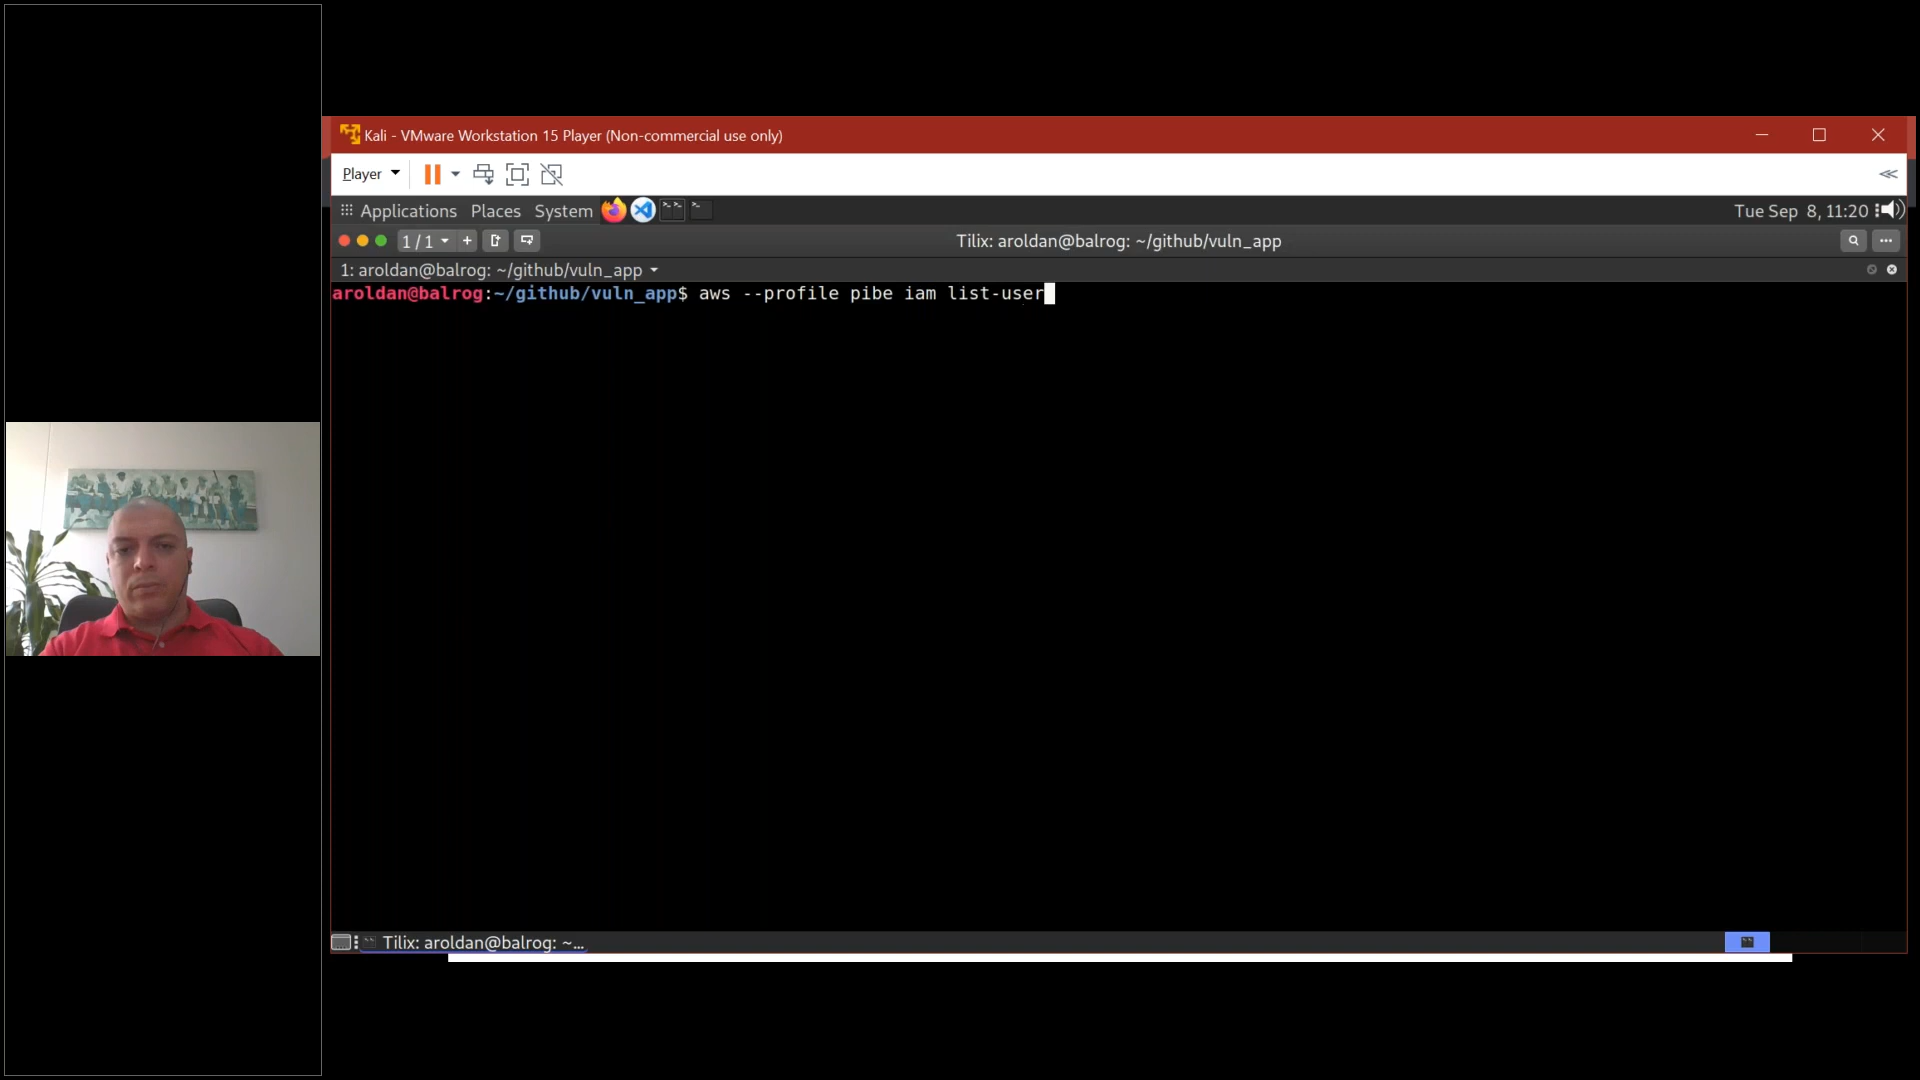 Kali - VMware Workstation 15 Player (Non-commercial use only)
Player
Applications Places System
Tue Sep 8, 11:20
1 / 1
Tilix: aroldan@balrog: ~/github/vuln_app
1: aroldan@balrog: ~/github/vuln_app
aroldan@balrog:~/github/vuln_app$ aws --profile pibe iam list-user
Tilix: aroldan@balrog: ~...